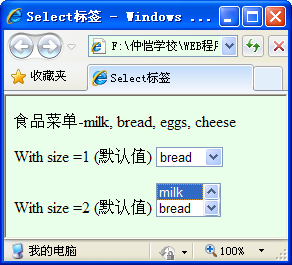 Select标签 - Windows ...
F:\仲恺学校\WEB程序
收藏夹
Select标签
食品菜单-milk, bread, eggs, cheese
With size =1 (默认值) bread
milk
With size =2 (默认值) bread
我的电脑
100%